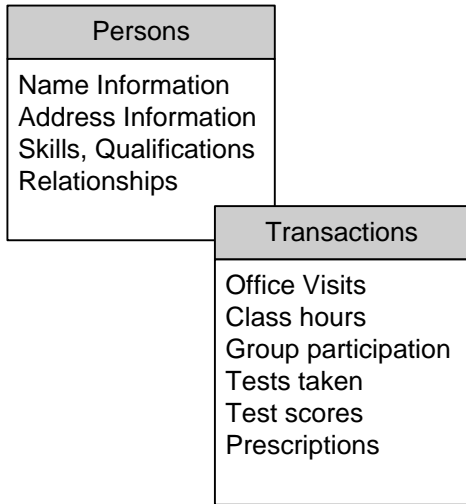 Persons
Name Information
Address Information
Skills, Qualifications
Relationships
Transactions
Office Visits
Class hours
Group participation
Tests taken
Test scores
Prescriptions